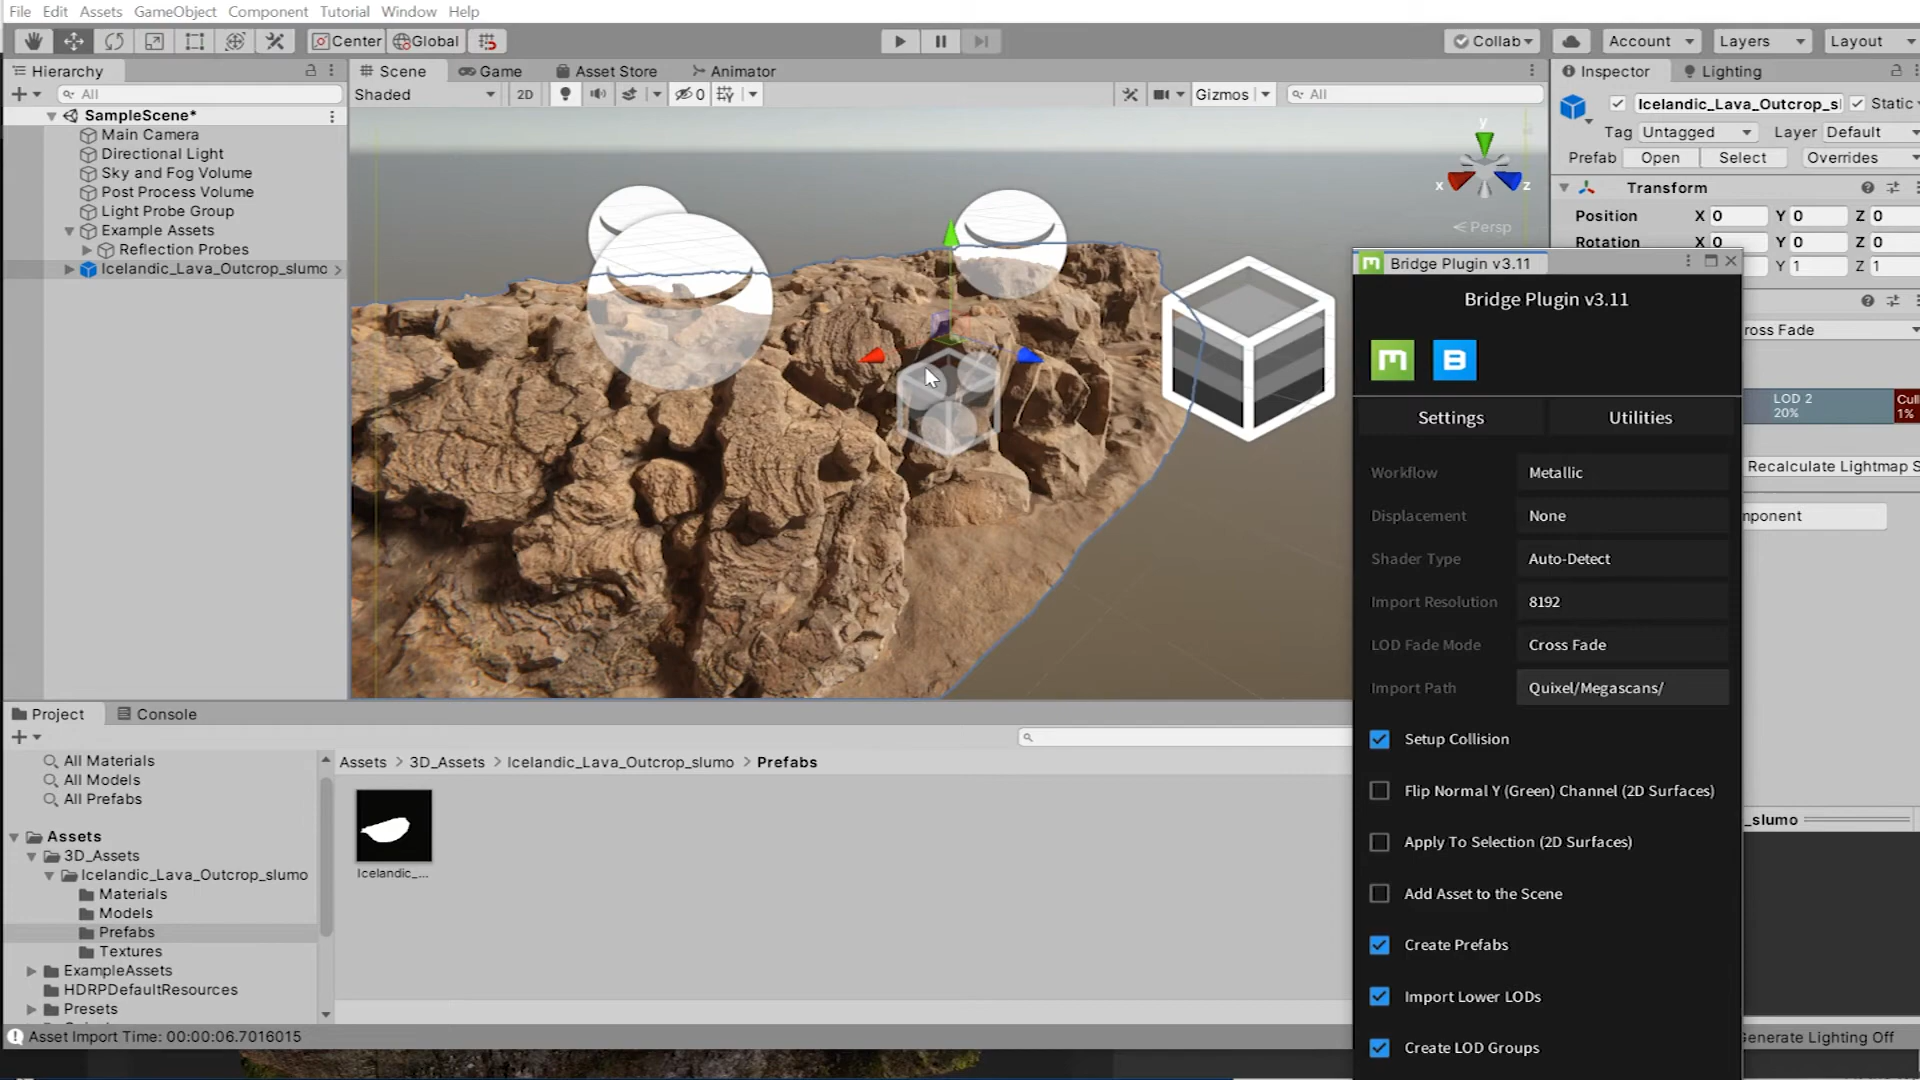 File Edit Assets GameObject Component Tutorial Window Help
Center Global Collab Account Layers Layout
Hierarchy
All
SampleScene*
Main Camera
Directional Light
Sky and Fog Volume
Post Process Volume
Light Probe Group
Example Assets
Reflection Probes
Icelandic_Lava_Outcrop_slumo
Scene Game Asset Store Animator
Shaded 2D 0 Gizmos All
y
x z
Persp
Inspector Lighting
Icelandic_Lava_Outcrop_sl Static
Tag Untagged Layer Default
Prefab Open Select Overrides
Transform
Position X 0 Y 0 Z 0
Rotation X 0 Y 0 Z 0
Y 1 Z 1
ross Fade
LOD 2
20%
Cul
1%
Recalculate Lightmap S
mponent
_slumo
Generate Lighting Off
Bridge Plugin v3.11
Bridge Plugin v3.11
M B
Settings Utilities
Workflow Metallic
Displacement None
Shader Type Auto-Detect
Import Resolution 8192
LOD Fade Mode Cross Fade
Import Path Quixel/Megascans/
Setup Collision
Flip Normal Y (Green) Channel (2D Surfaces)
Apply To Selection (2D Surfaces)
Add Asset to the Scene
Create Prefabs
Import Lower LODs
Create LOD Groups
Project Console
All Materials
All Models
All Prefabs
Assets
3D_Assets
Icelandic_Lava_Outcrop_slumo
Materials
Models
Prefabs
Textures
ExampleAssets
HDRPDefaultResources
Presets
Assets > 3D_Assets > Icelandic_Lava_Outcrop_slumo > Prefabs
Icelandic_...
Asset Import Time: 00:00:06.7016015